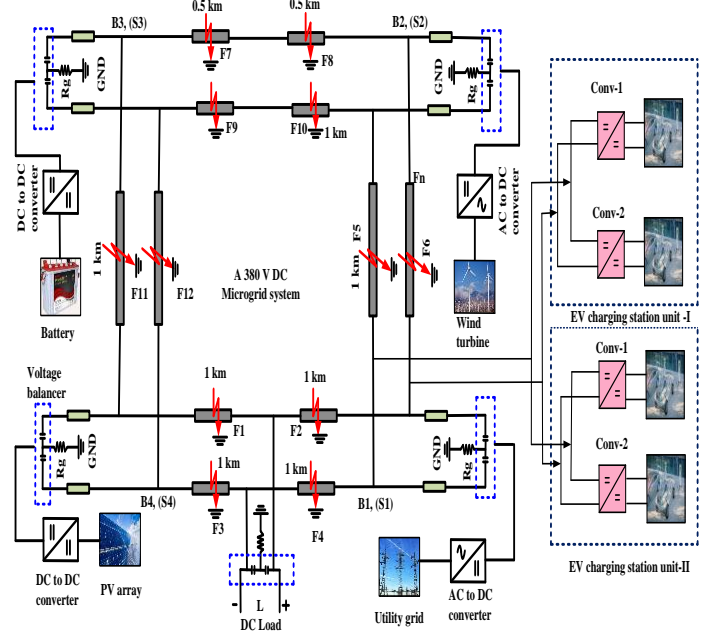 0.5 km
0.5 km
B3, (S3)
B2, (S2)
F7
F8
GND
Rg
Rg
GND
F9
F10
1 km
Conv-1
Conv-2
DC to DC
converter
AC to DC
converter
Fn
1 km
F11
F12
1 km
F5
F6
A 380 V DC
Microgrid system
Battery
Wind
turbine
EV charging station unit -I
Voltage
balancer
1 km
1 km
F1
F2
Conv-1
Rg
GND
GND
Rg
1 km
1 km
Conv-2
B4, (S4)
B1, (S1)
F3
F4
DC to DC
converter
PV array
- L +
DC Load
Utility grid
AC to DC
converter
EV charging station unit-II